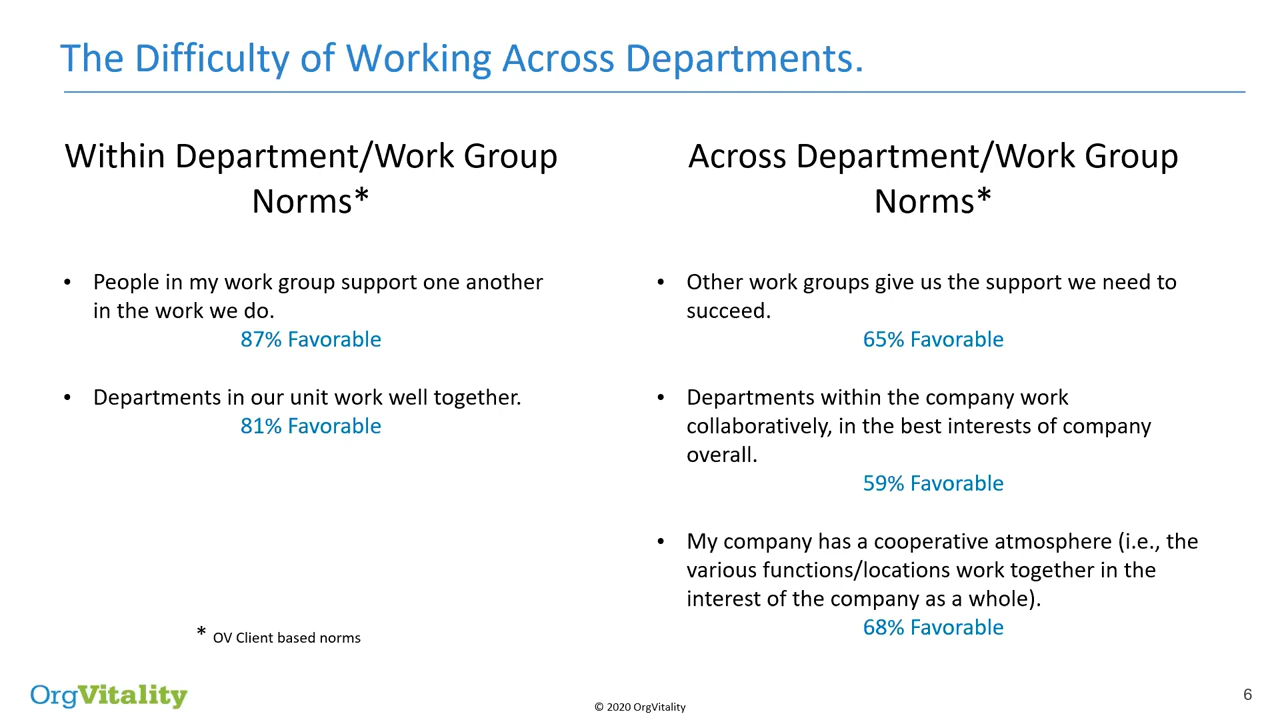 The Difficulty of Working Across Departments.
Within Department/Work Group
Norms*
• People in my work group support one another
in the work we do.
87% Favorable
• Departments in our unit work well together.
81% Favorable
* OV Client based norms
Across Department/Work Group
Norms*
• Other work groups give us the support we need to
succeed.
65% Favorable
• Departments within the company work
collaboratively, in the best interests of company
overall.
59% Favorable
• My company has a cooperative atmosphere (i.e., the
various functions/locations work together in the
interest of the company as a whole).
68% Favorable
OrgVitality
© 2020 OrgVitality
6